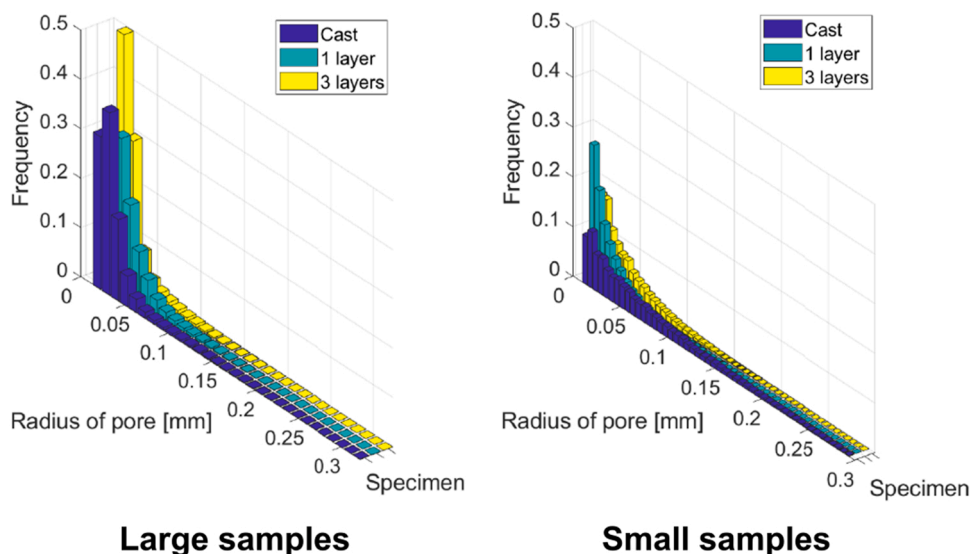 0.5
0.4
0.3
0.2
0.1
0
Frequency
Cast
1 layer
3 layers
0
0.05
0.1
0.15
0.2
0.25
0.3
Radius of pore [mm]
Specimen
Large samples
0.5
0.4
0.3
0.2
0.1
0
Frequency
Cast
1 layer
3 layers
0
0.05
0.1
0.15
0.2
0.25
0.3
Radius of pore [mm]
Specimen
Small samples